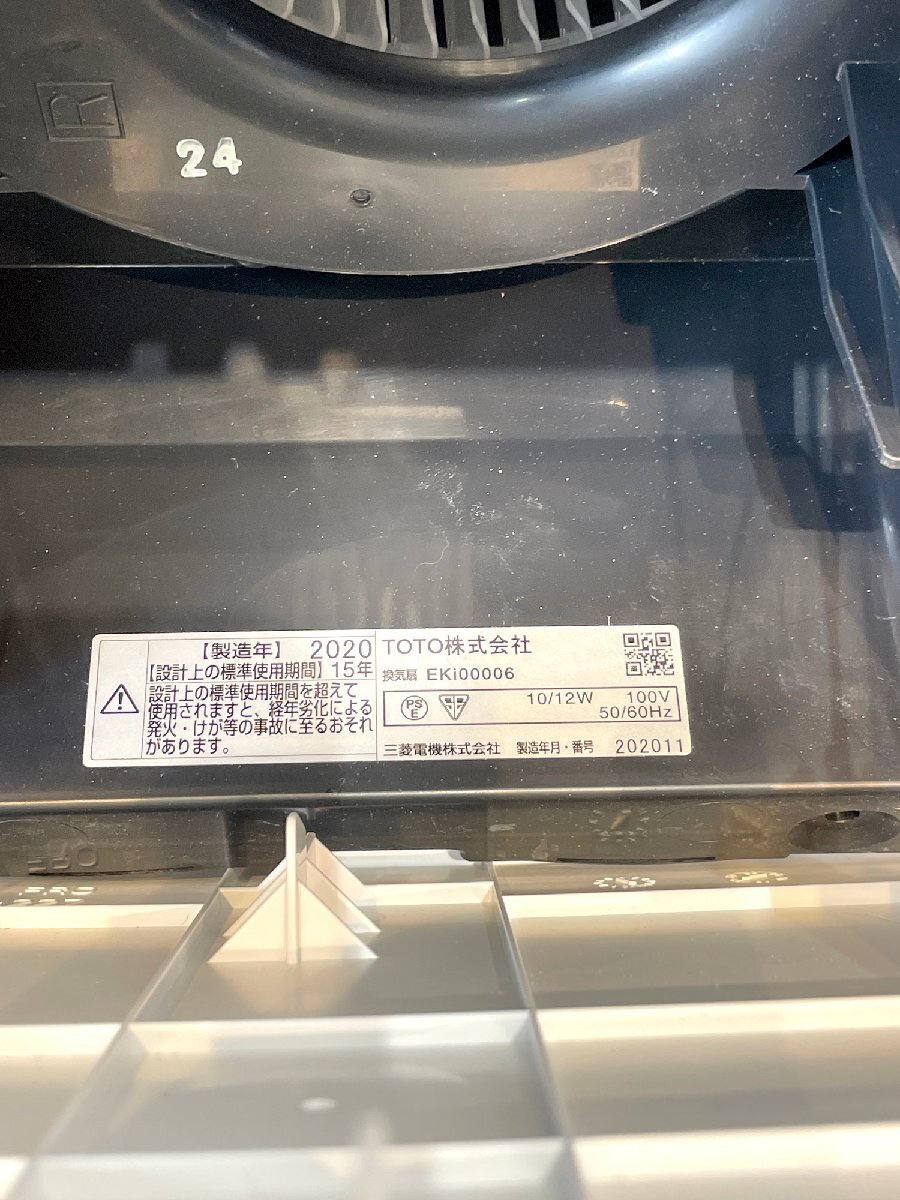 R
24
【製造年】 2020
【設計上の標準使用期間】15年
設計上の標準使用期間を超えて
使用されますと、経年劣化による
発火・けが等の事故に至るおそれ
があります。
TOTO株式会社
換気扇 EKi00006
PS
E
10/12W 100V
50/60Hz
三菱電機株式会社 製造年月・番号 202011